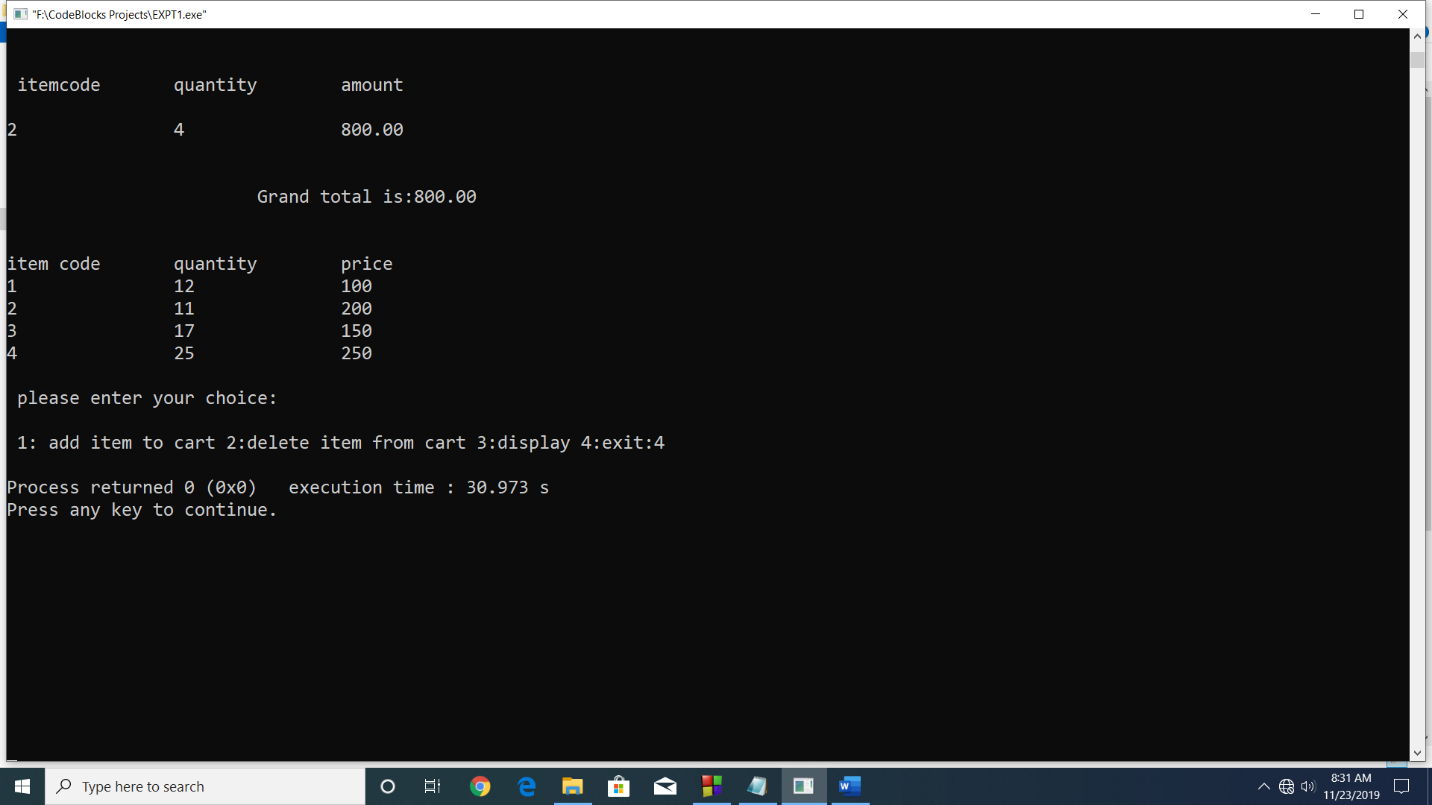 "F:\CodeBlocks Projects\EXPT1.exe"
itemcode quantity amount
2 4 800.00
Grand total is:800.00
item code quantity price
1 12 100
2 11 200
3 17 150
4 25 250
please enter your choice:
1: add item to cart 2:delete item from cart 3:display 4:exit:4
Process returned 0 (0x0) execution time : 30.973 s
Press any key to continue.
Type here to search
8:31 AM
11/23/2019